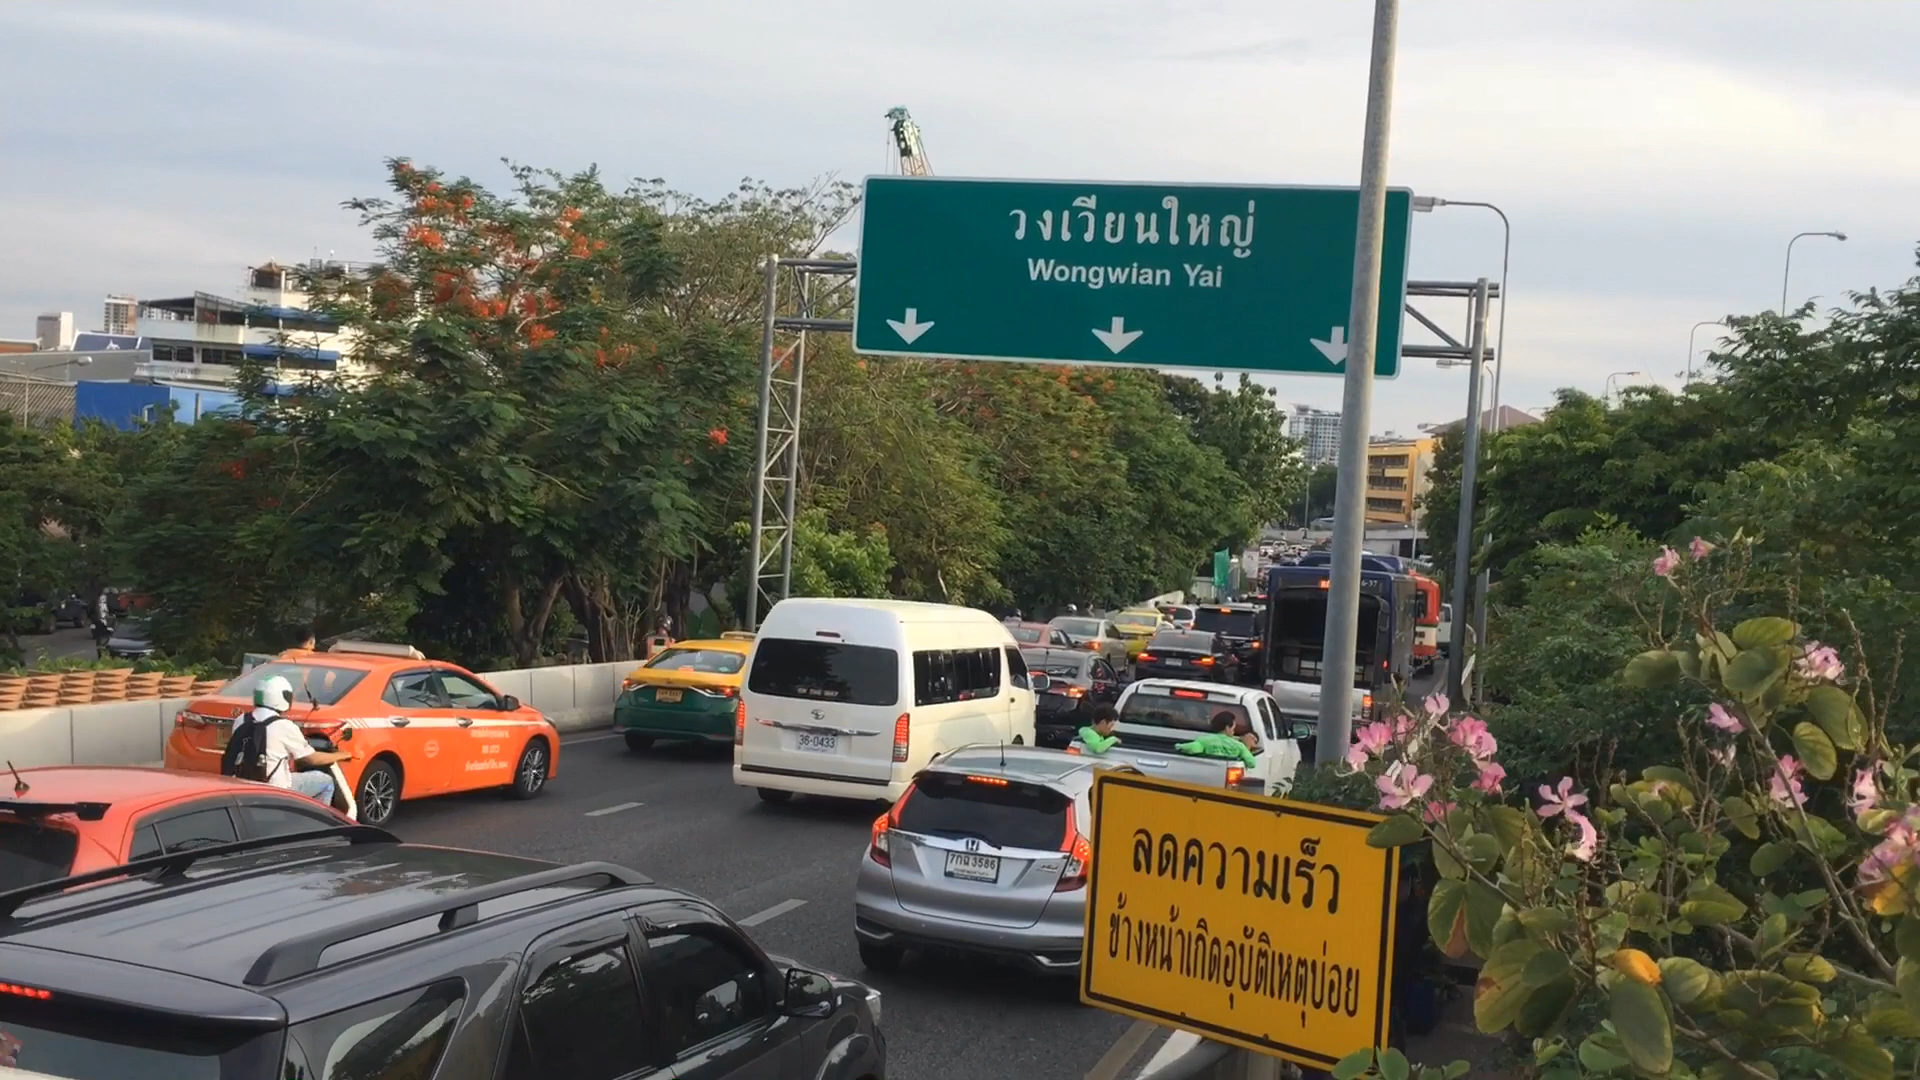 วงเวียนใหญ่
Wongwian Yai
36-0433
7กฉ 3586
ลดความเร็ว
ข้างหน้าเกิดอุบัติเหตุบ่อย